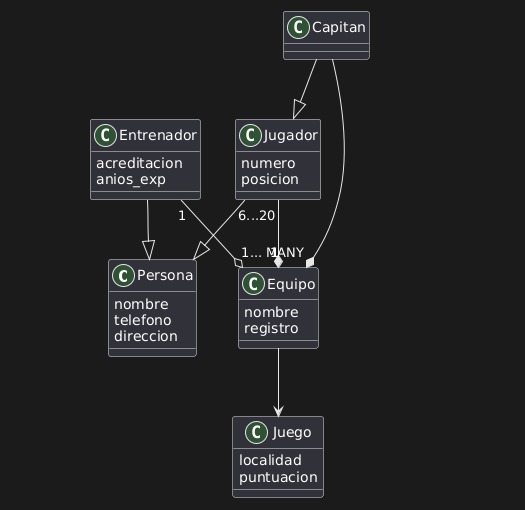 C Capitan
C Entrenador
acreditacion
anios_exp
C Jugador
numero
posicion
1
6...20
1... MANY
1
C Persona
nombre
telefono
direccion
C Equipo
nombre
registro
C Juego
localidad
puntuacion